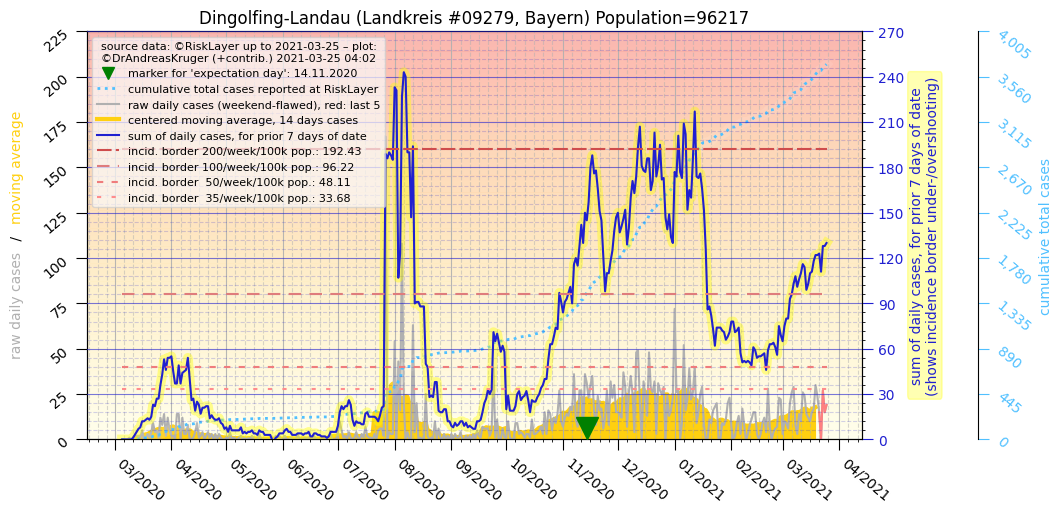 Dingolfing-Landau (Landkreis #09279, Bayern) Population=96217
source data: ©RiskLayer up to 2021-03-25 – plot:
©DrAndreasKruger (+contrib.) 2021-03-25 04:02
marker for 'expectation day': 14.11.2020
cumulative total cases reported at RiskLayer
raw daily cases (weekend-flawed), red: last 5
centered moving average, 14 days cases
sum of daily cases, for prior 7 days of date
incid. border 200/week/100k pop.: 192.43
incid. border 100/week/100k pop.: 96.22
incid. border  50/week/100k pop.: 48.11
incid. border  35/week/100k pop.: 33.68
raw daily cases  /  moving average
225
200
175
150
125
100
75
50
25
0
03/2020
04/2020
05/2020
06/2020
07/2020
08/2020
09/2020
10/2020
11/2020
12/2020
01/2021
02/2021
03/2021
04/2021
270
240
210
180
150
120
90
60
30
0
sum of daily cases, for prior 7 days of date
(shows incidence border under-/overshooting)
4,005
3,560
3,115
2,670
2,225
1,780
1,335
890
445
0
cumulative total cases